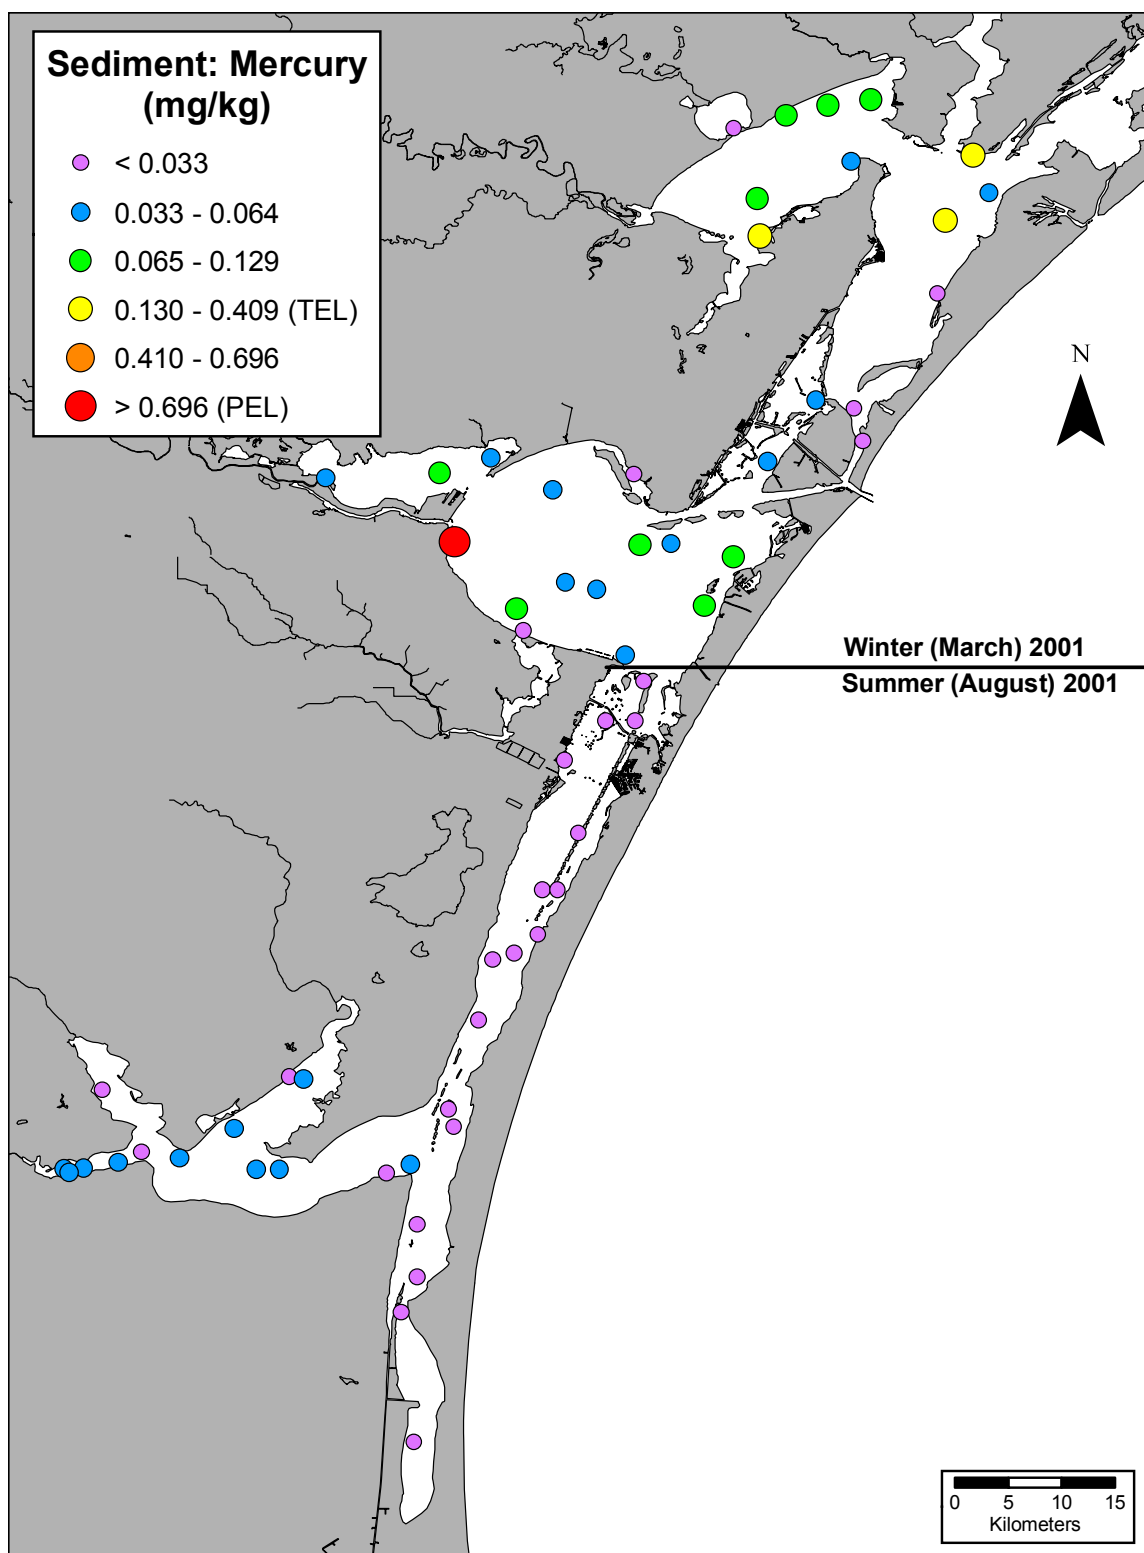 Sediment: Mercury
(mg/kg)
< 0.033
0.033 - 0.064
0.065 - 0.129
0.130 - 0.409 (TEL)
0.410 - 0.696
> 0.696 (PEL)
N
Winter (March) 2001
Summer (August) 2001
0 5 10 15
Kilometers